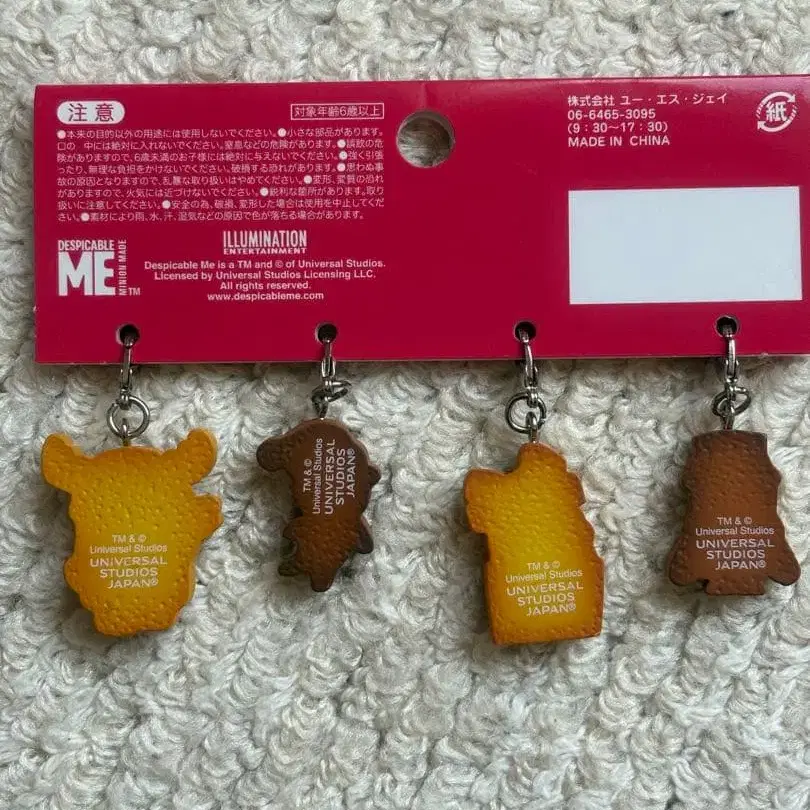 注意
対象年齢6歳以上
●本来の目的以外の用途には使用しないでください。●小さな部品があります。
口の 中には絶対に入れないでください。窒息などの危険があります。●誤飲の危
険がありますので、6歳未満のお子様には絶対に与えないでください。●強く引張
ったり、無理な負担をかけないでください。破損する恐れがあります。●思わぬ事
故の原因となりますので、乱暴な取り扱いはやめてください。●変形、変質の恐れ
がありますので、火気には近づけないでください。●鋭利な箇所があります。取り
扱いに注意してください。●安全の為、破損、変形した場合は使用を中止してくだ
さい。●素材により雨、水、汗、湿気などの原因で色が落ちる場合があります。
DESPICABLE
ME
MINION MADE
TM
ILLUMINATION
ENTERTAINMENT
Despicable Me is a TM and © of Universal Studios.
Licensed by Universal Studios Licensing LLC.
All rights reserved.
www.despicableme.com
株式会社 ユー・エス・ジェイ
06-6465-3095
(9:30〜17:30)
MADE IN CHINA
紙
TM & ©
Universal Studios
UNIVERSAL
STUDIOS
JAPAN®
TM & ©
Universal Studios
UNIVERSAL
STUDIOS
JAPAN®
TM & ©
Universal Studios
UNIVERSAL
STUDIOS
JAPAN®
TM & ©
Universal Studios
UNIVERSAL
STUDIOS
JAPAN®